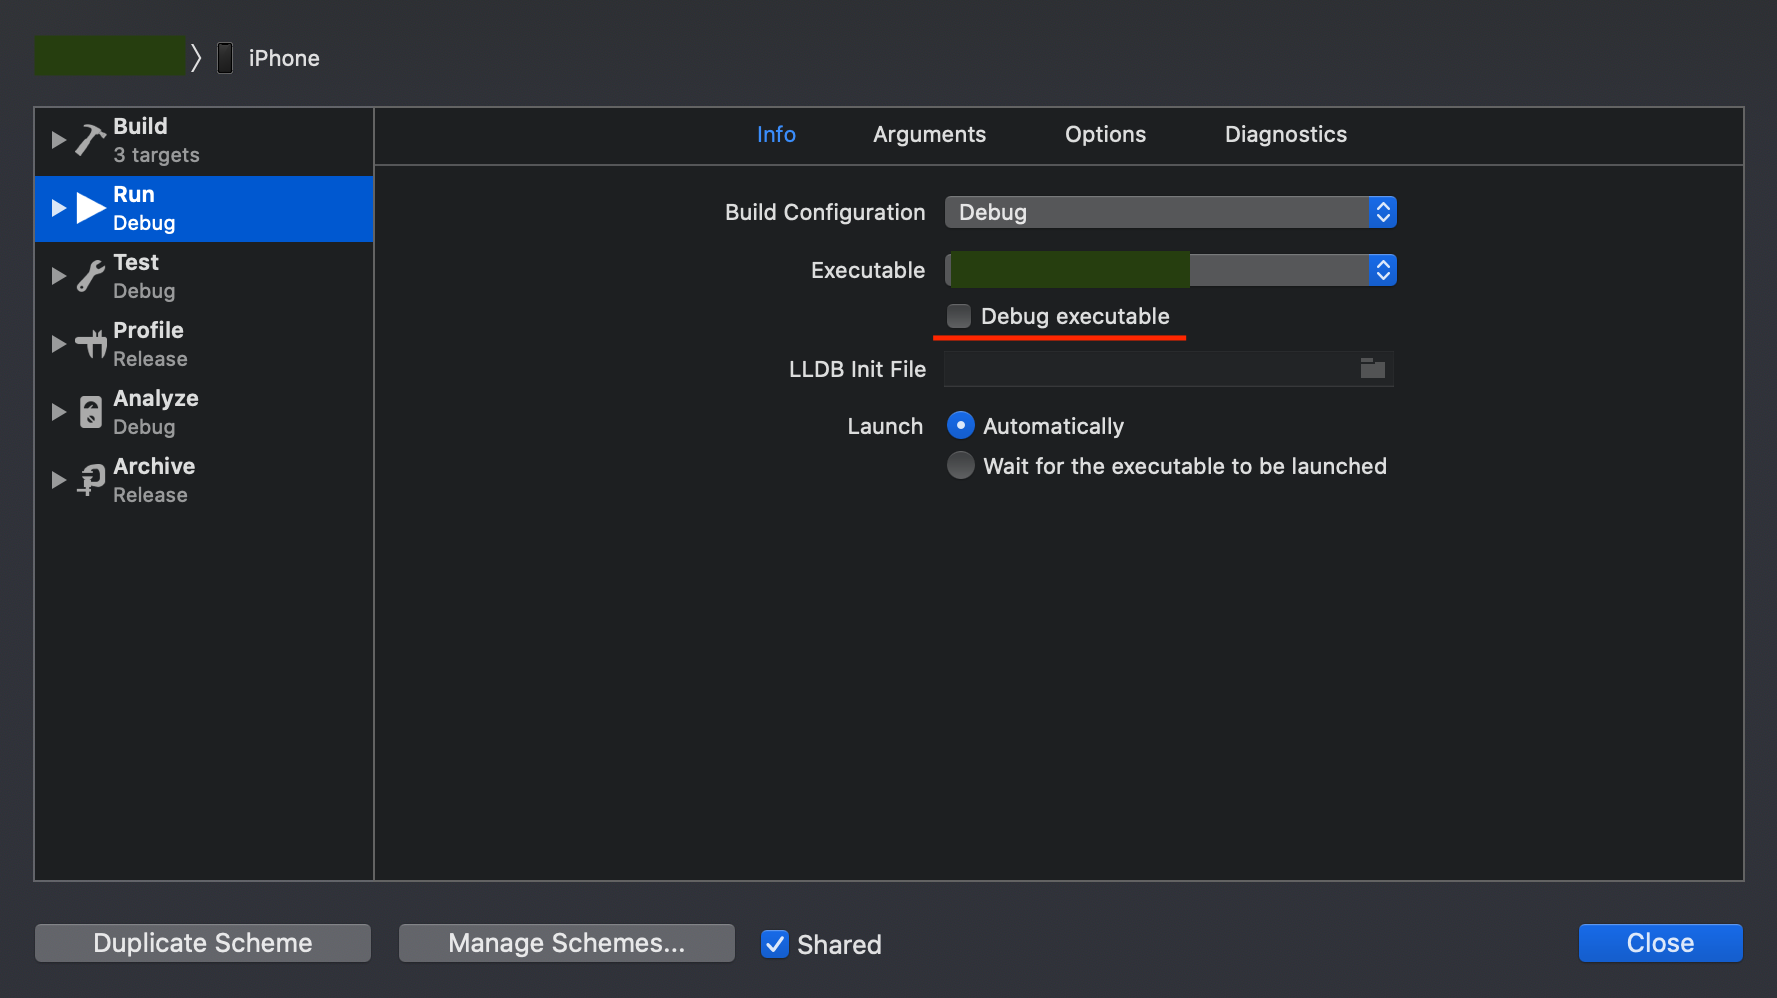 iPhone
Build
3 targets
Run
Debug
Test
Debug
Profile
Release
Analyze
Debug
Archive
Release
Info Arguments Options Diagnostics
Build Configuration Debug
Executable
Debug executable
LLDB Init File
Launch Automatically
Wait for the executable to be launched
Duplicate Scheme Manage Schemes... Shared Close